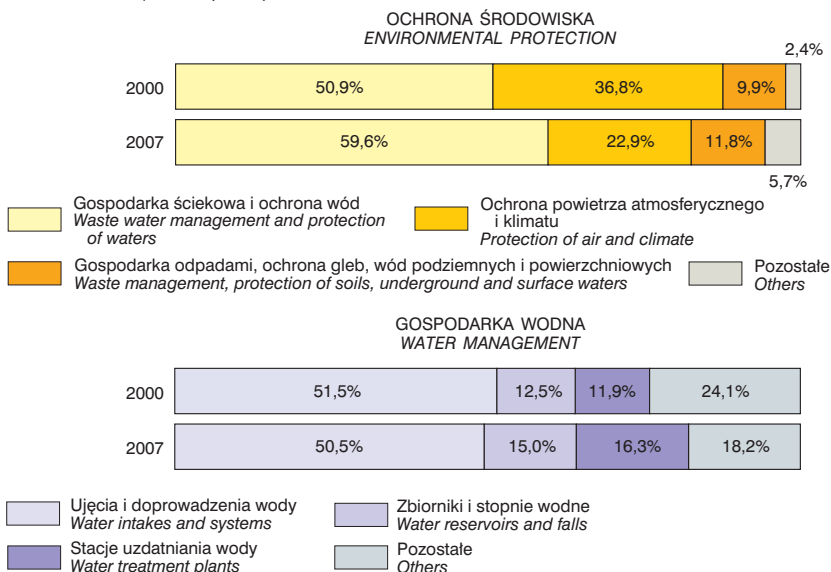 OCHRONA ŚRODOWISKA
ENVIRONMENTAL PROTECTION
2,4%
2000 50,9% 36,8% 9,9%
2007 59,6% 22,9% 11,8%
5,7%
Gospodarka ściekowa i ochrona wód
Waste water management and protection
of waters
Ochrona powietrza atmosferycznego
i klimatu
Protection of air and climate
Gospodarka odpadami, ochrona gleb, wód podziemnych i powierzchniowych
Waste management, protection of soils, underground and surface waters
Pozostałe
Others
GOSPODARKA WODNA
WATER MANAGEMENT
2000 51,5% 12,5% 11,9% 24,1%
2007 50,5% 15,0% 16,3% 18,2%
Ujęcia i doprowadzenia wody
Water intakes and systems
Zbiorniki i stopnie wodne
Water reservoirs and falls
Stacje uzdatniania wody
Water treatment plants
Pozostałe
Others